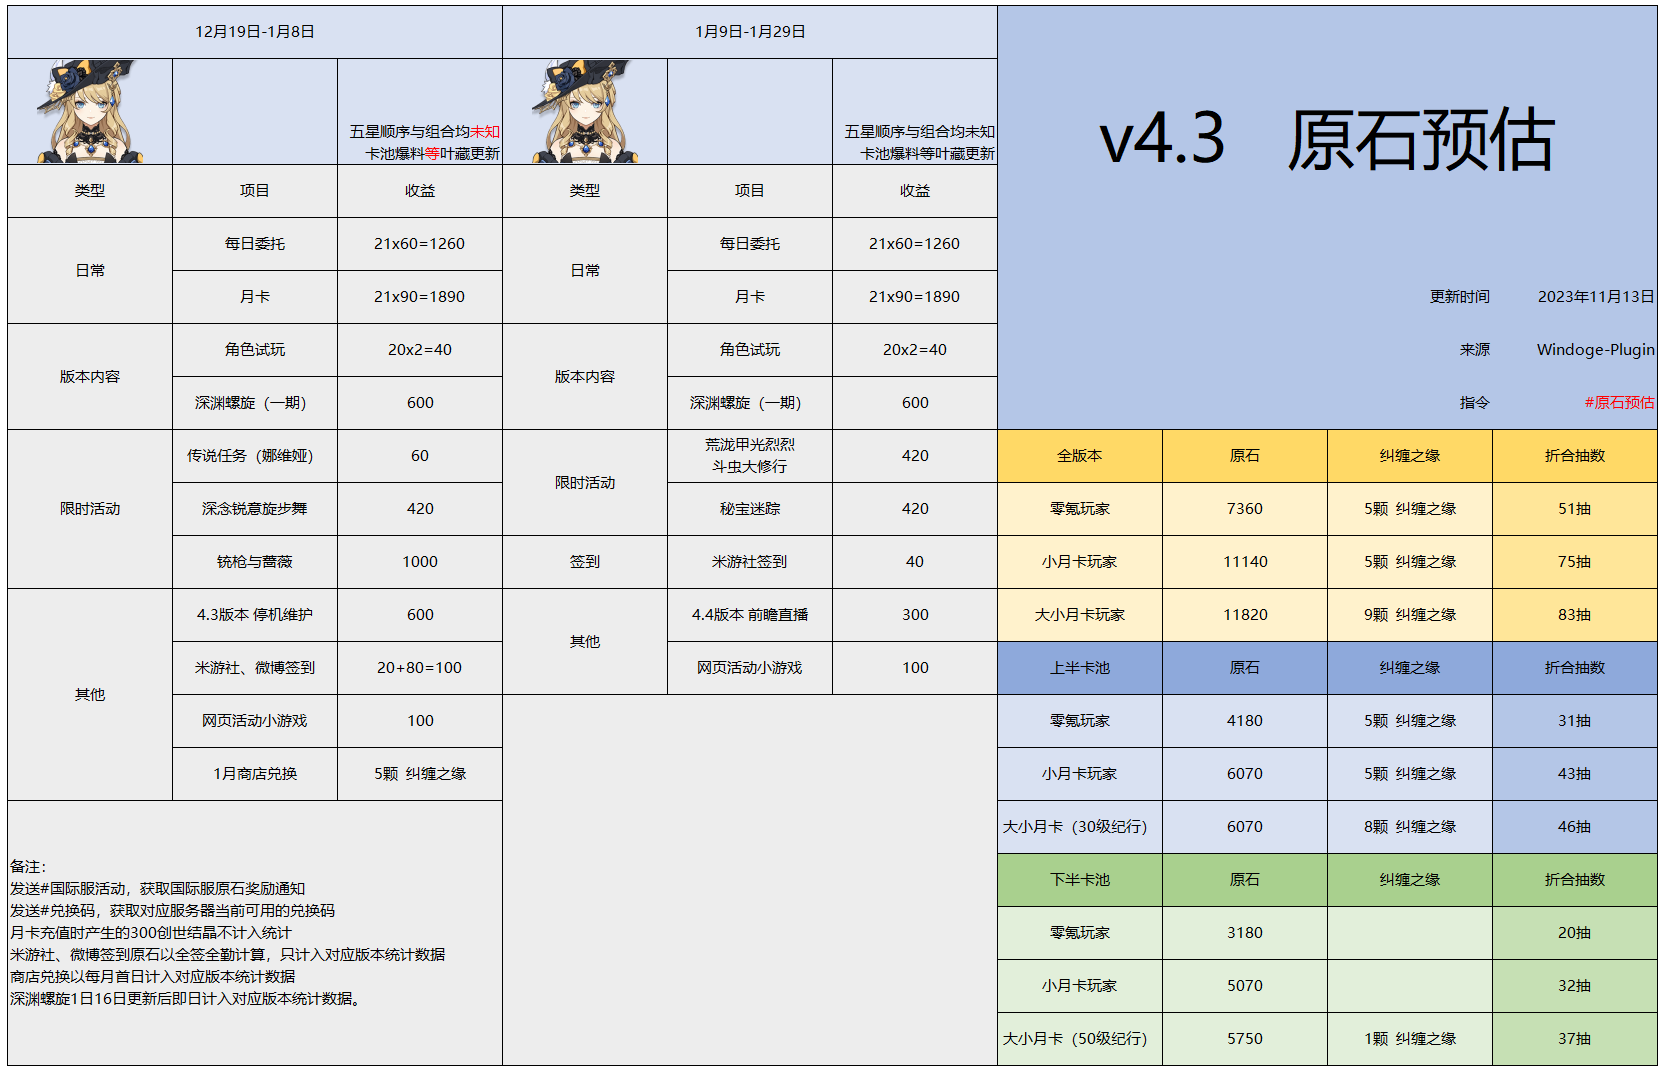 12月19日-1月8日
五星顺序与组合均未知
卡池爆料等叶藏更新
类型 项目 收益
日常
每日委托 21x60=1260
月卡 21x90=1890
版本内容
角色试玩 20x2=40
深渊螺旋（一期） 600
限时活动
传说任务（娜维娅） 60
深念锐意旋步舞 420
铳枪与蔷薇 1000
其他
4.3版本 停机维护 600
米游社、微博签到 20+80=100
网页活动小游戏 100
1月商店兑换 5颗 纠缠之缘
备注：
发送#国际服活动，获取国际服原石奖励通知
发送#兑换码，获取对应服务器当前可用的兑换码
月卡充值时产生的300创世结晶不计入统计
米游社、微博签到原石以全签全勤计算，只计入对应版本统计数据
商店兑换以每月首日计入对应版本统计数据
深渊螺旋1日16日更新后即日计入对应版本统计数据。
1月9日-1月29日
五星顺序与组合均未知
卡池爆料等叶藏更新
类型 项目 收益
日常
每日委托 21x60=1260
月卡 21x90=1890
版本内容
角色试玩 20x2=40
深渊螺旋（一期） 600
限时活动
荒泷甲光烈烈
斗虫大修行
420
秘宝迷踪 420
签到 米游社签到 40
其他
4.4版本 前瞻直播 300
网页活动小游戏 100
v4.3 原石预估
更新时间 2023年11月13日
来源 Windoge-Plugin
指令 #原石预估
全版本 原石 纠缠之缘 折合抽数
零氪玩家 7360 5颗 纠缠之缘 51抽
小月卡玩家 11140 5颗 纠缠之缘 75抽
大小月卡玩家 11820 9颗 纠缠之缘 83抽
上半卡池 原石 纠缠之缘 折合抽数
零氪玩家 4180 5颗 纠缠之缘 31抽
小月卡玩家 6070 5颗 纠缠之缘 43抽
大小月卡（30级纪行） 6070 8颗 纠缠之缘 46抽
下半卡池 原石 纠缠之缘 折合抽数
零氪玩家 3180 20抽
小月卡玩家 5070 32抽
大小月卡（50级纪行） 5750 1颗 纠缠之缘 37抽